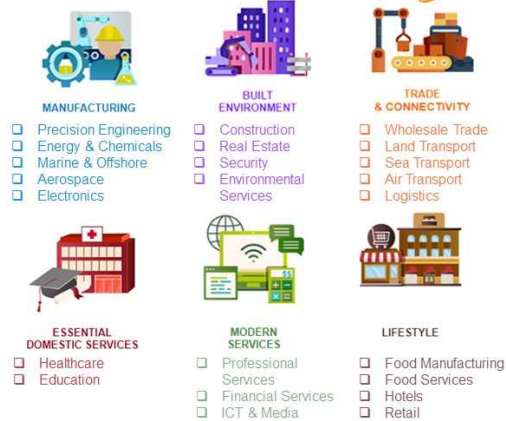 MANUFACTURING
❑ Precision Engineering
❑ Energy & Chemicals
❑ Marine & Offshore
❑ Aerospace
❑ Electronics
BUILT
ENVIRONMENT
❑ Construction
❑ Real Estate
❑ Security
❑ Environmental
Services
TRADE
& CONNECTIVITY
❑ Wholesale Trade
❑ Land Transport
❑ Sea Transport
❑ Air Transport
❑ Logistics
ESSENTIAL
DOMESTIC SERVICES
❑ Healthcare
❑ Education
$$
MODERN
SERVICES
❑ Professional
Services
❑ Financial Services
❑ ICT & Media
LIFESTYLE
❑ Food Manufacturing
❑ Food Services
❑ Hotels
❑ Retail